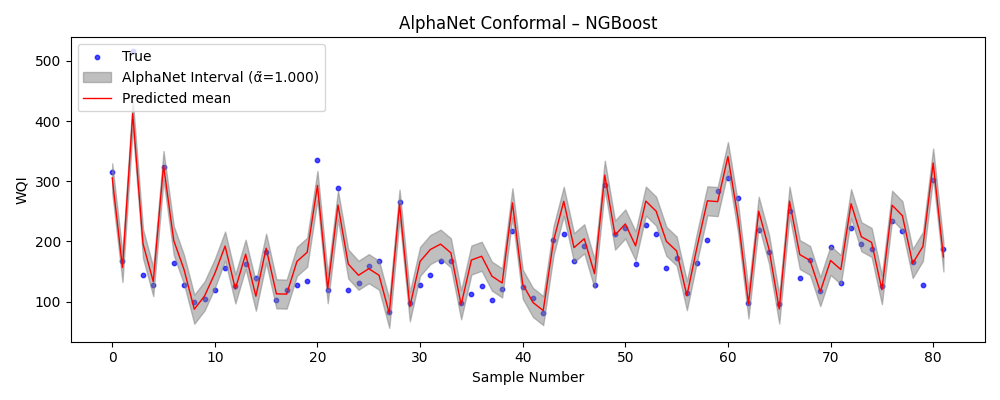 AlphaNet Conformal – NGBoost
True
AlphaNet Interval (α̃=1.000)
Predicted mean
WQI
500
400
300
200
100
0 10 20 30 40 50 60 70 80
Sample Number